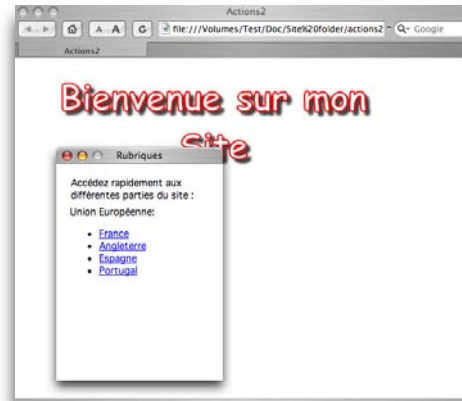 Actions2
A A C file:///Volumes/Test/Doc/Site%20folder/actions2 Q- Google
Actions2
Bienvenue sur mon
Site
Rubriques
Accédez rapidement aux
différentes parties du site :
Union Européenne:
• France
• Angleterre
• Espagne
• Portugal